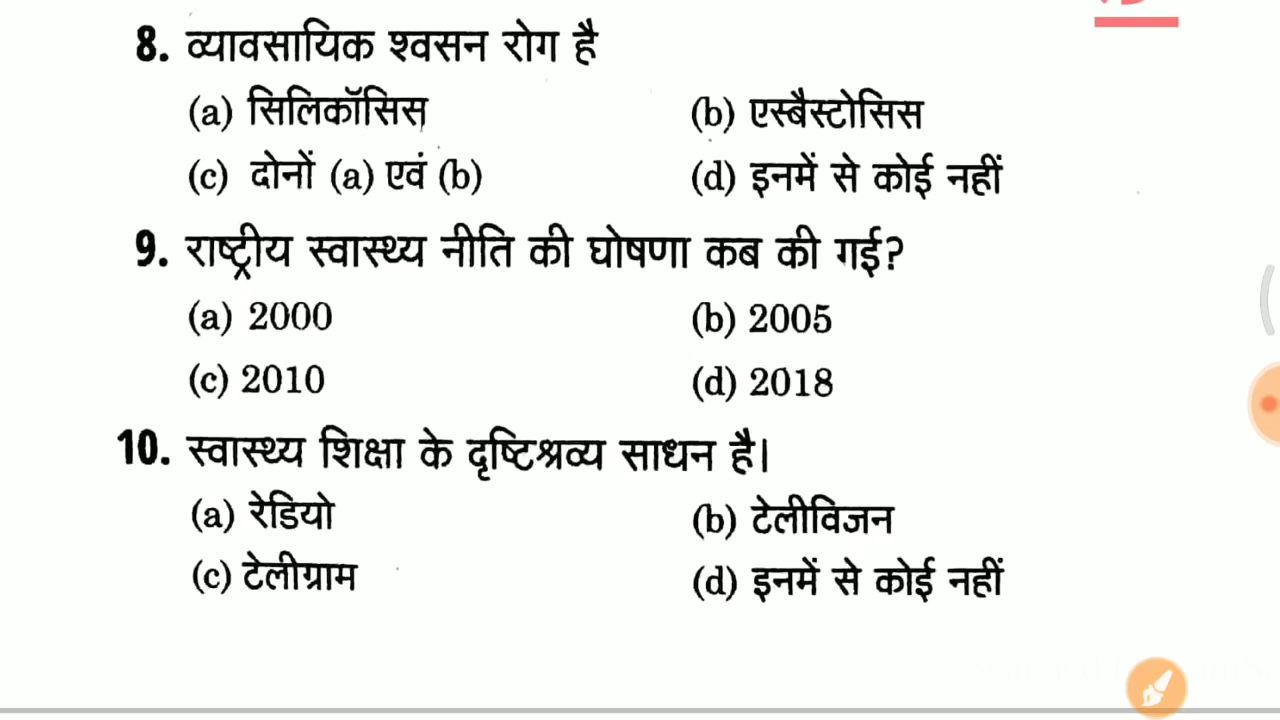 8. व्यावसायिक श्वसन रोग है
(a) सिलिकॉसिस (b) एस्बैस्टोसिस
(c) दोनों (a) एवं (b) (d) इनमें से कोई नहीं
9. राष्ट्रीय स्वास्थ्य नीति की घोषणा कब की गई?
(a) 2000 (b) 2005
(c) 2010 (d) 2018
10. स्वास्थ्य शिक्षा के दृष्टिश्रव्य साधन है।
(a) रेडियो (b) टेलीविजन
(c) टेलीग्राम (d) इनमें से कोई नहीं